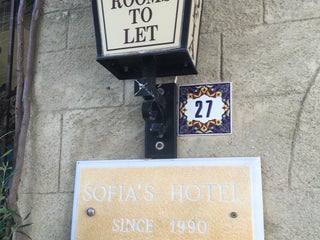 ROOMS
TO
LET
27
SOFIA'S HOTEL
SINCE 1990